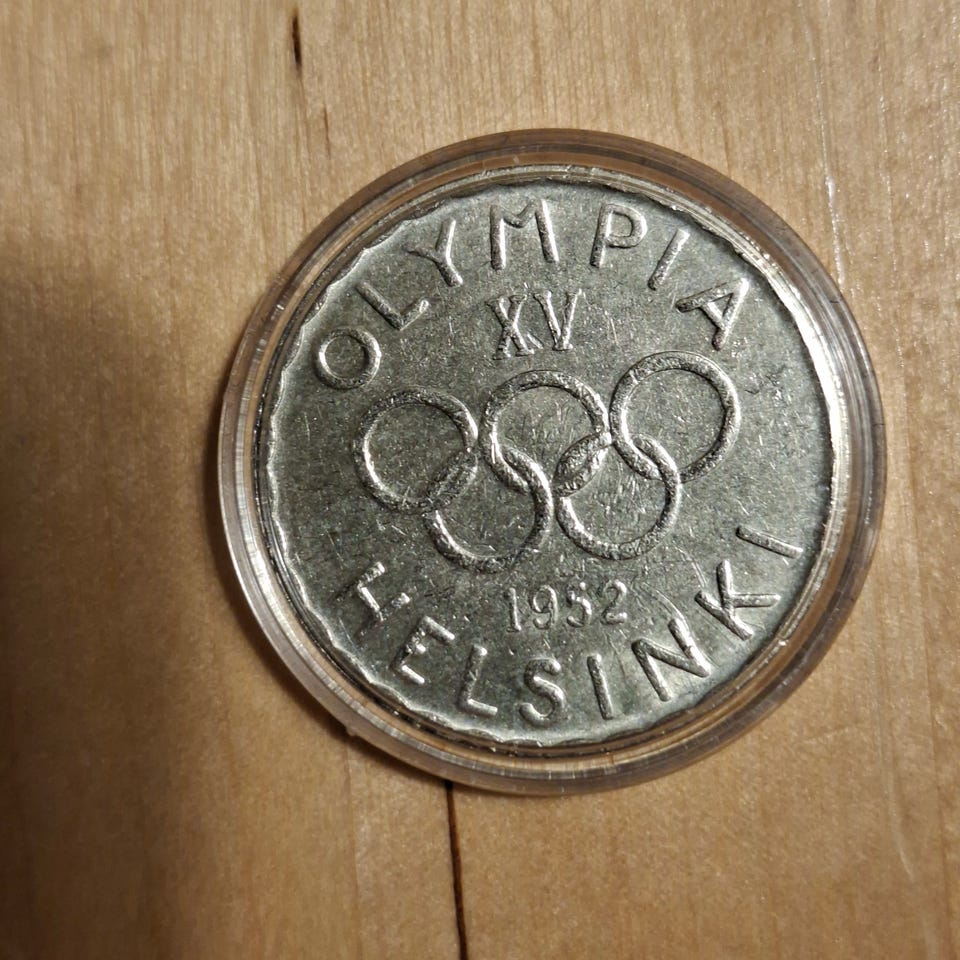 OLYMPIA
XV
1952
HELSINKI